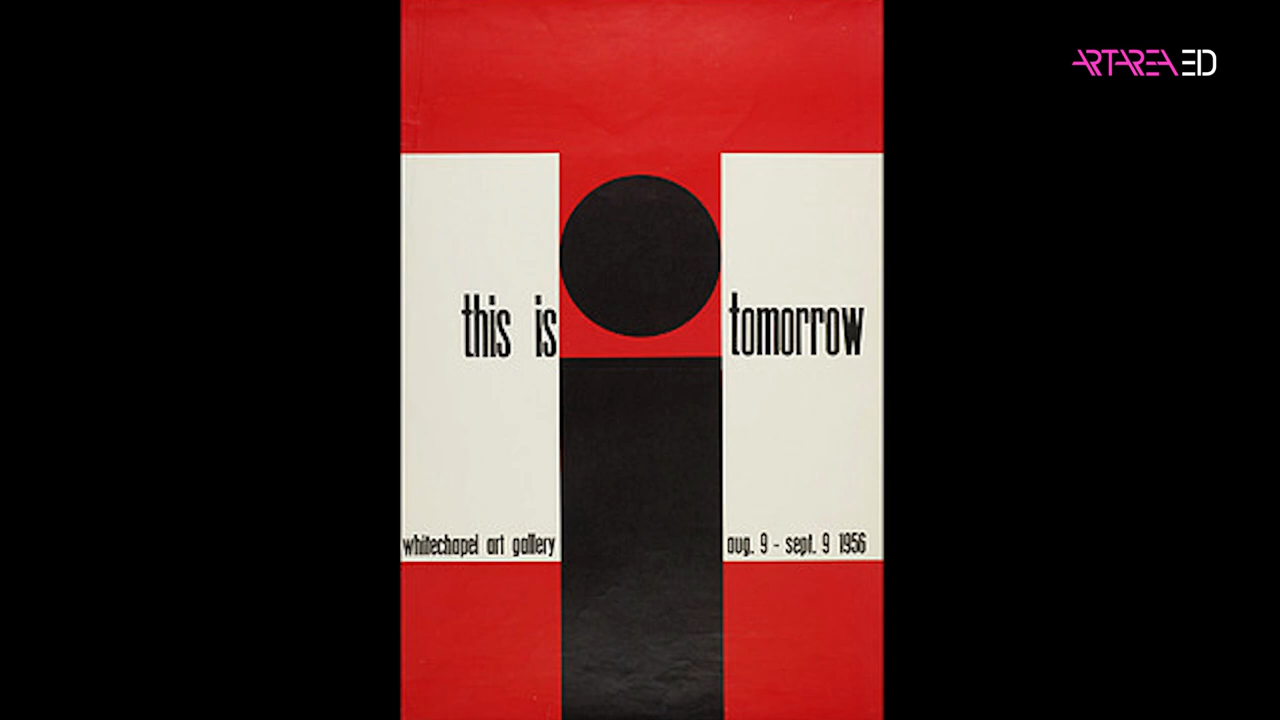 ARTAREA ED
this is tomorrow
whitechapel art gallery
aug. 9 - sept. 9 1956